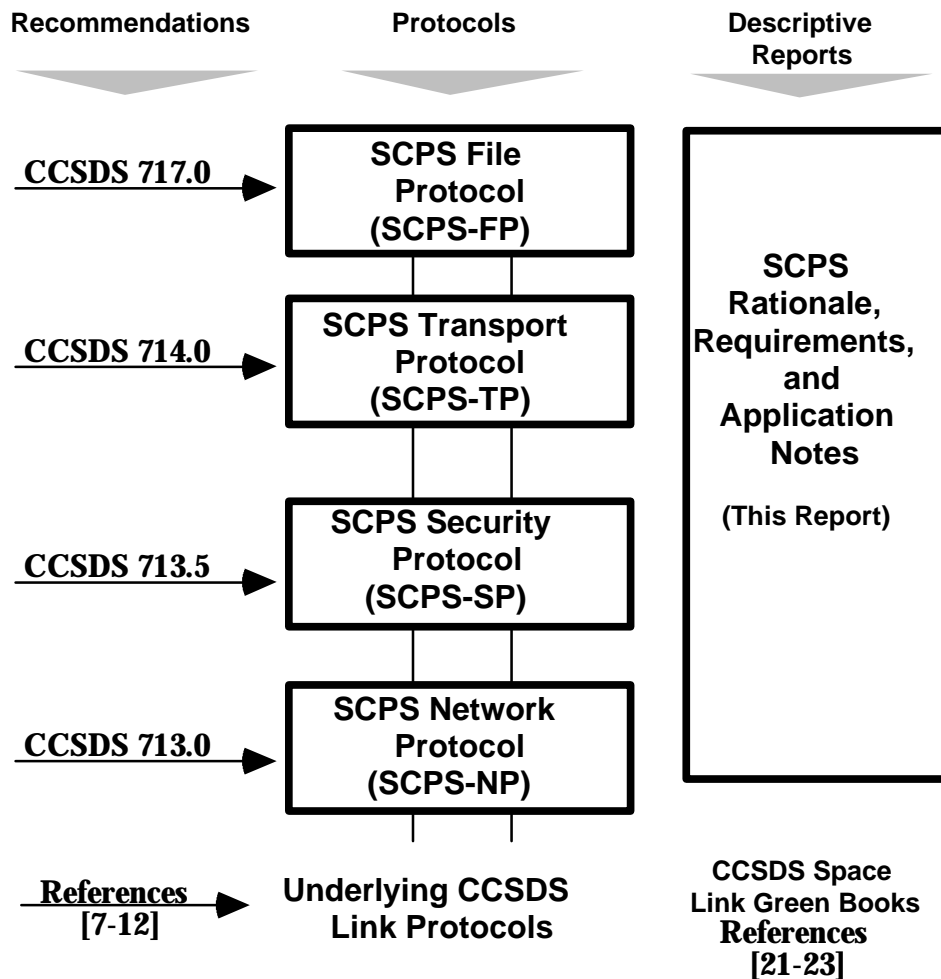 Recommendations
Protocols
Descriptive
Reports
CCSDS 717.0
SCPS File
Protocol
(SCPS-FP)
CCSDS 714.0
SCPS Transport
Protocol
(SCPS-TP)
CCSDS 713.5
SCPS Security
Protocol
(SCPS-SP)
CCSDS 713.0
SCPS Network
Protocol
(SCPS-NP)
References
[7-12]
Underlying CCSDS
Link Protocols
SCPS
Rationale,
Requirements,
and
Application
Notes
(This Report)
CCSDS Space
Link Green Books
References
[21-23]